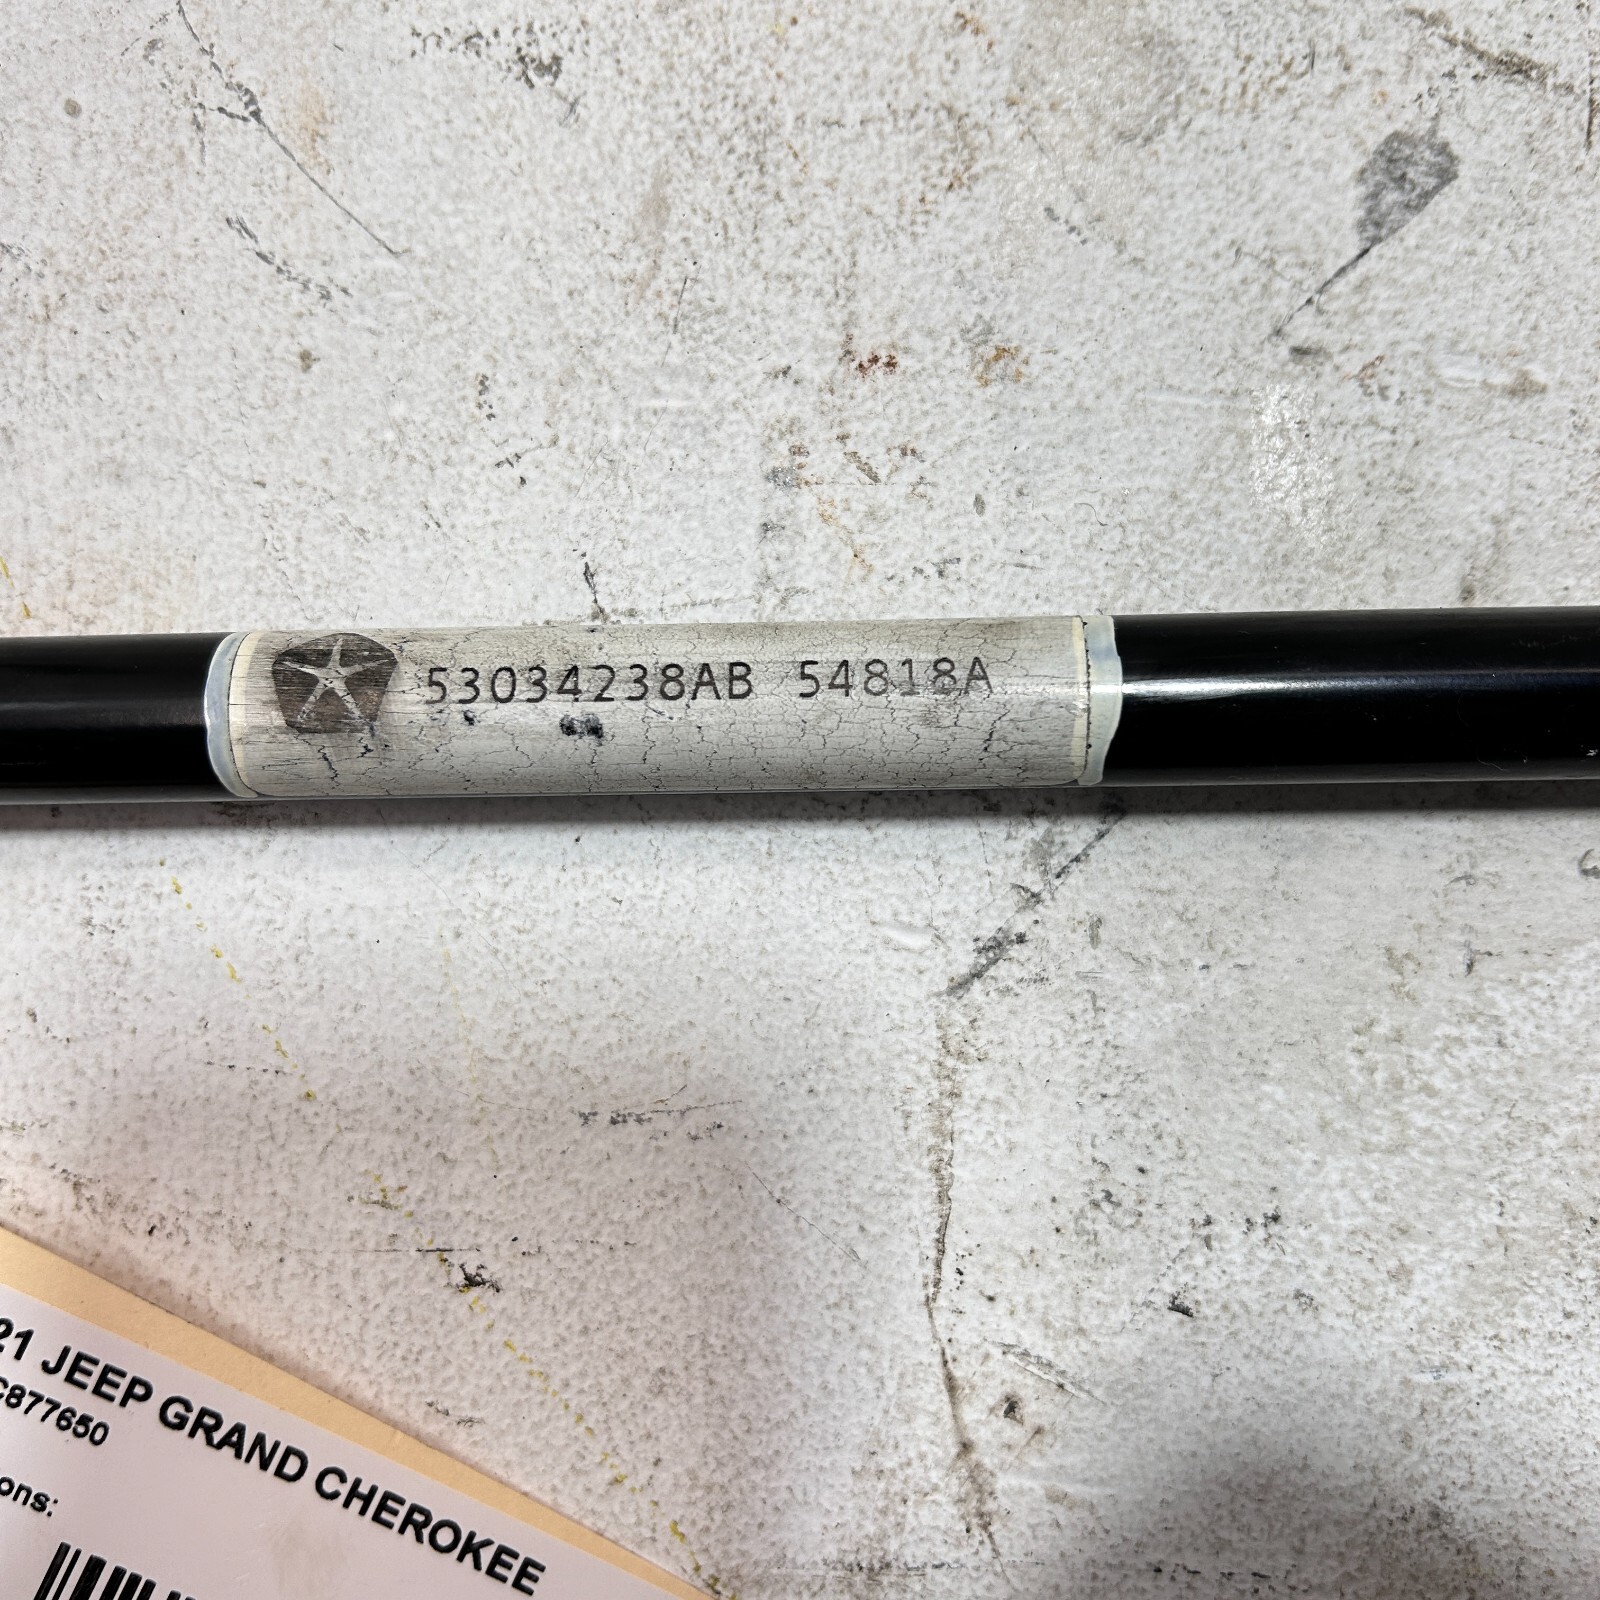 53034238AB 54818A
21 JEEP GRAND CHEROKEE
C877650
ons: